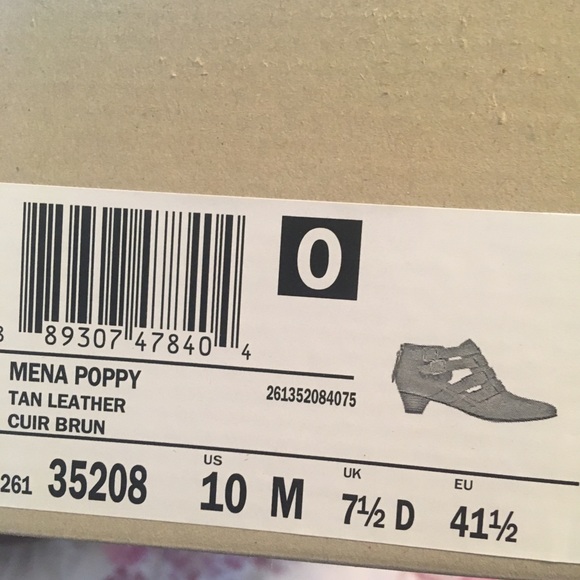 O
8 89307 47840 4
MENA POPPY
TAN LEATHER
CUIR BRUN
261352084075
US UK EU
261 35208 10 M 7½ D 41½